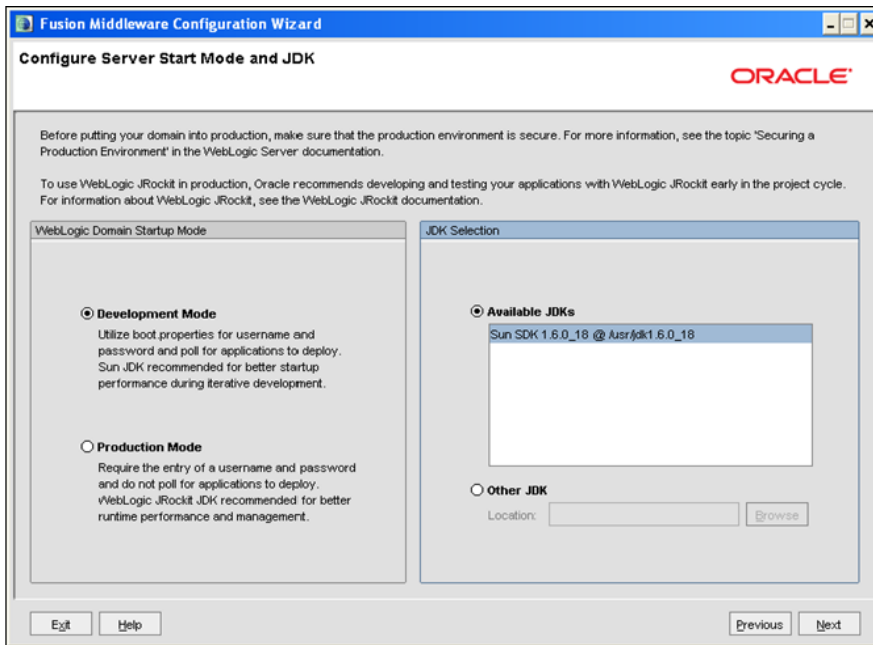 Fusion Middleware Configuration Wizard
Configure Server Start Mode and JDK
ORACLE
Before putting your domain into production, make sure that the production environment is secure. For more information, see the topic 'Securing a
Production Environment' in the WebLogic Server documentation.
To use WebLogic JRockit in production, Oracle recommends developing and testing your applications with WebLogic JRockit early in the project cycle.
For information about WebLogic JRockit, see the WebLogic JRockit documentation.
WebLogic Domain Startup Mode
Development Mode
Utilize boot.properties for username and
password and poll for applications to deploy.
Sun JDK recommended for better startup
performance during iterative development.
Production Mode
Require the entry of a username and password
and do not poll for applications to deploy.
WebLogic JRockit JDK recommended for better
runtime performance and management.
JDK Selection
Available JDKs
Sun SDK 1.6.0_18 @ /usr/jdk1.6.0_18
Other JDK
Location:
Browse
Exit
Help
Previous
Next